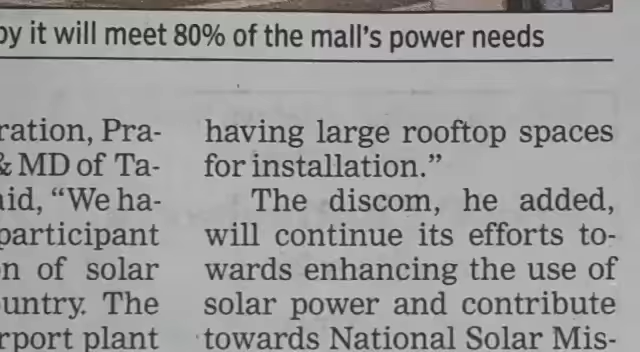 by it will meet 80% of the mall's power needs
ration, Pra-
& MD of Ta-
aid, “We ha-
participant
n of solar
untry. The
rport plant
having large rooftop spaces
for installation.”
The discom, he added,
will continue its efforts to-
wards enhancing the use of
solar power and contribute
towards National Solar Mis-